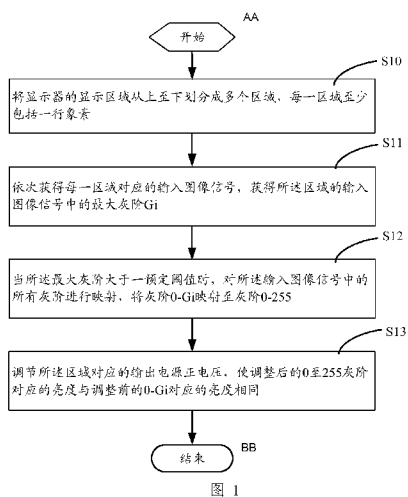 AA
开始
S10
将显示器的显示区域从上至下划分成多个区域，每一区域至少
包括一行象素
S11
依次获得每一区域对应的输入图像信号，获得所述区域的输入
图像信号中的最大灰阶Gi
S12
当所述最大灰阶大于一预定阈值时，对所述输入图像信号中的
所有灰阶进行映射，将灰阶0-Gi映射至灰阶0-255
S13
调节所述区域对应的输出电源正电压，使调整后的0至255灰阶
对应的亮度与调整前的0-Gi对应的亮度相同
BB
结束
图 1